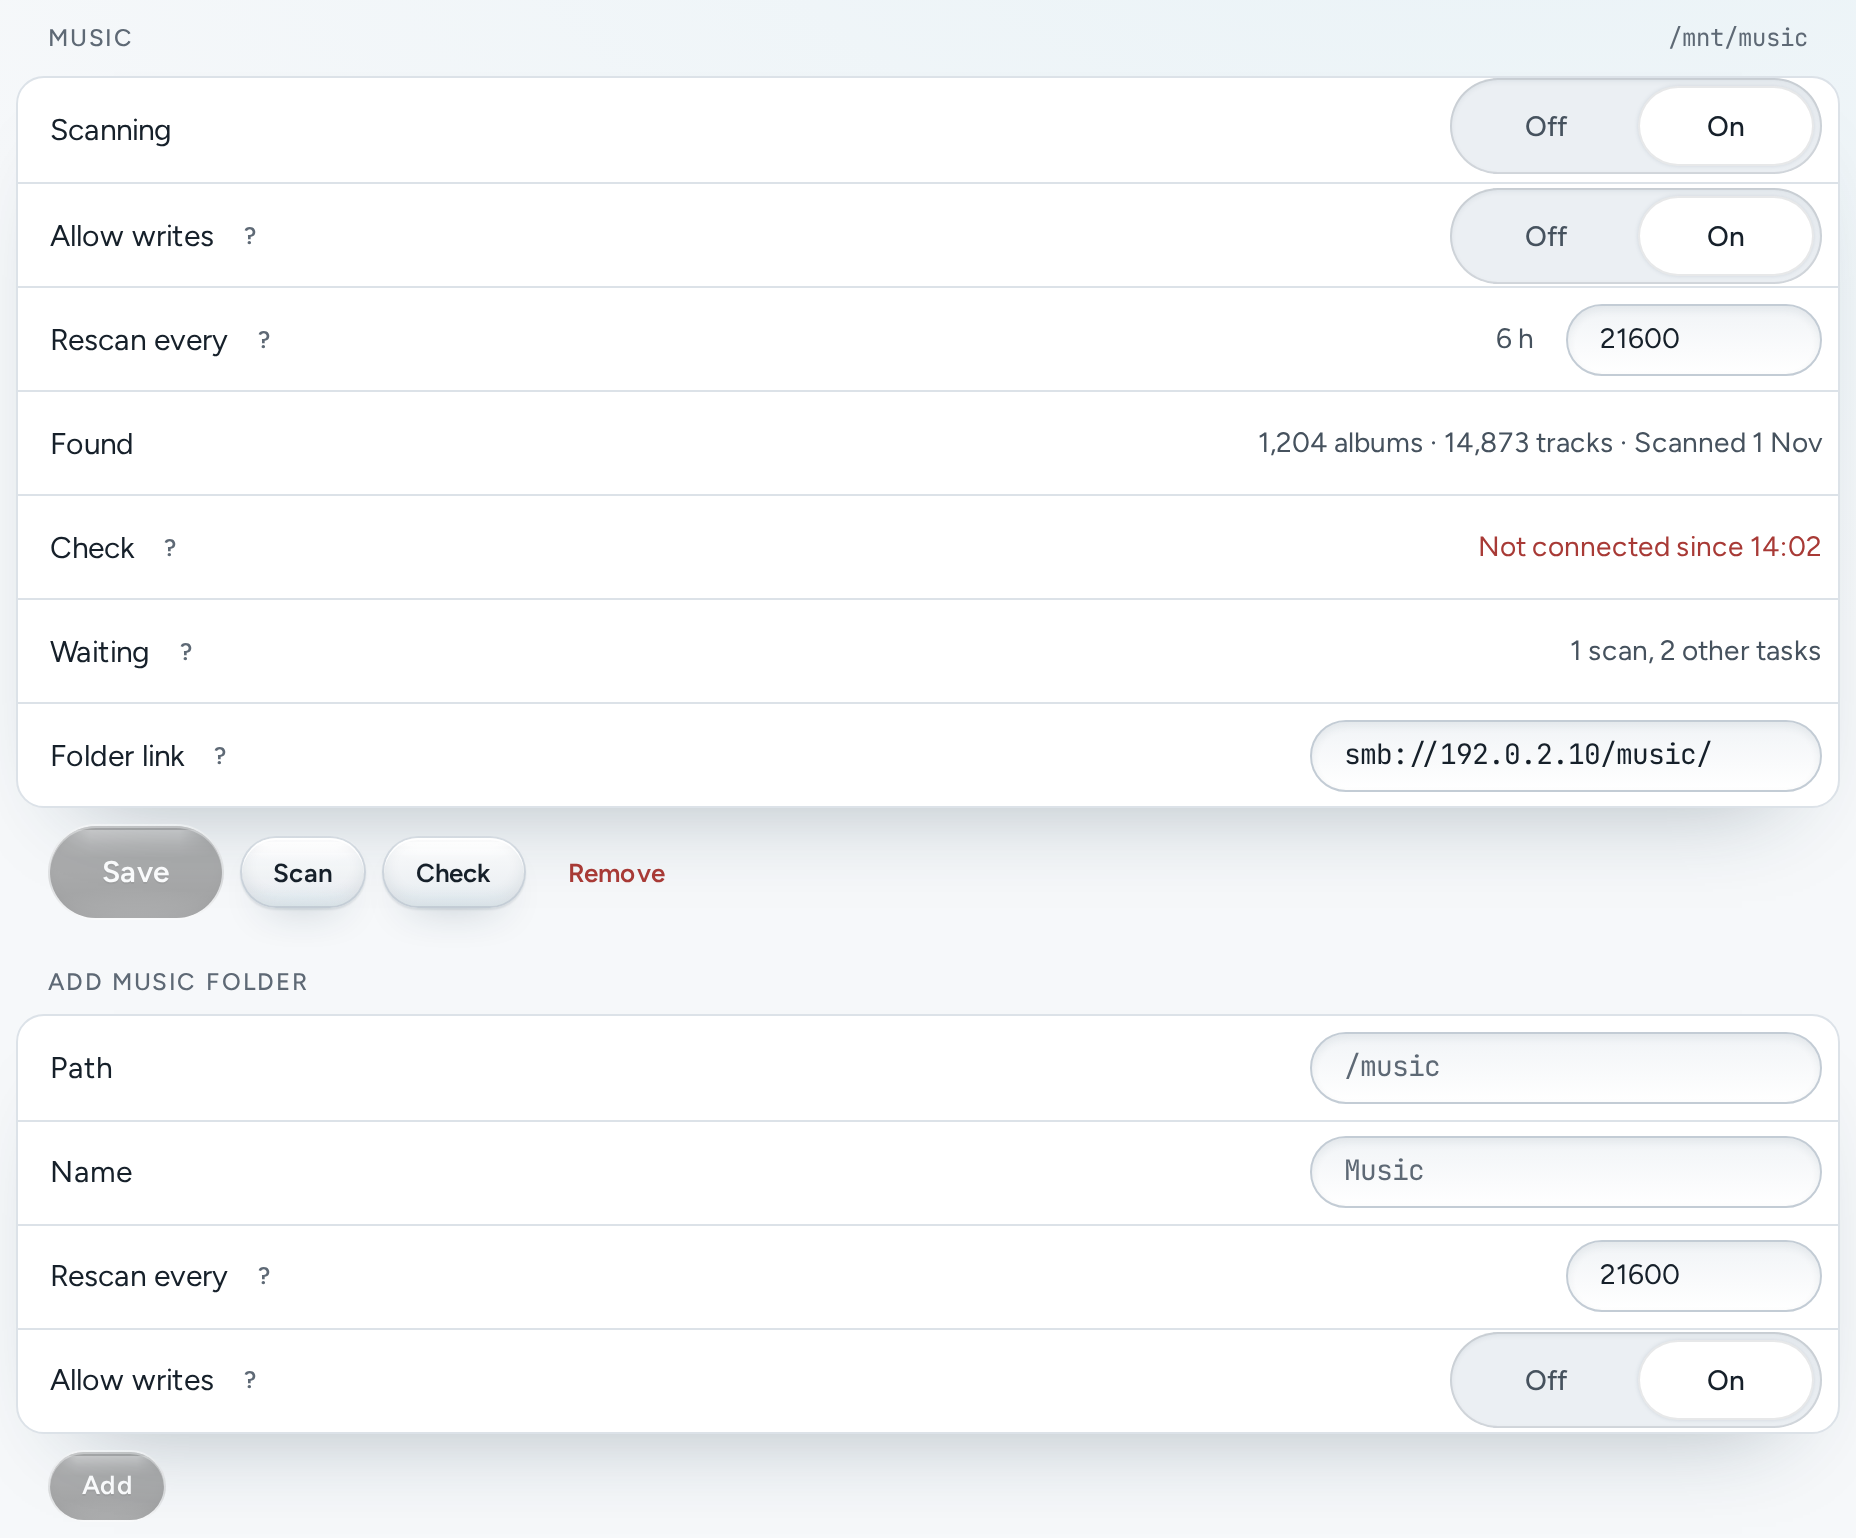 MUSIC /mnt/music
Scanning Off On
Allow writes ? Off On
Rescan every ? 6 h 21600
Found 1,204 albums · 14,873 tracks · Scanned 1 Nov
Check ? Not connected since 14:02
Waiting ? 1 scan, 2 other tasks
Folder link ? smb://192.0.2.10/music/
Save Scan Check Remove
ADD MUSIC FOLDER
Path /music
Name Music
Rescan every ? 21600
Allow writes ? Off On
Add